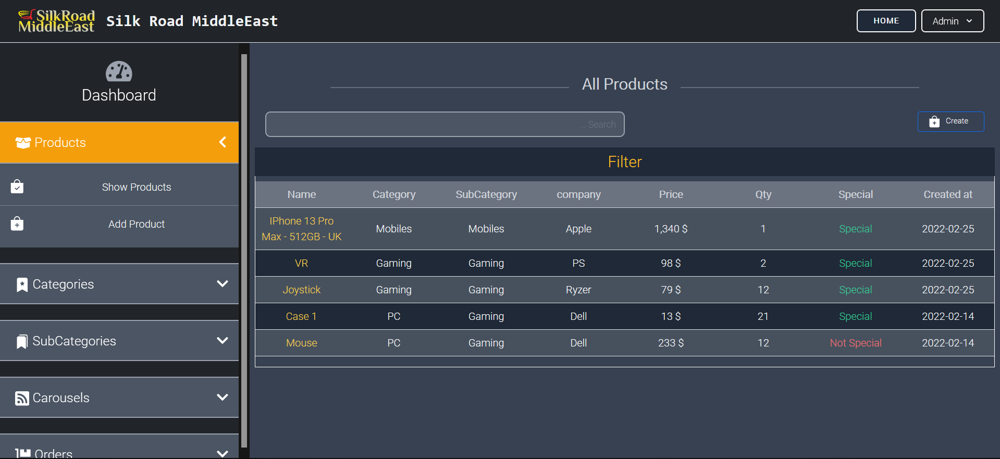 SilkRoad
MiddleEast
Silk Road MiddleEast
HOME
Admin
Dashboard
Products
Show Products
Add Product
Categories
SubCategories
Carousels
Orders
All Products
... Search
Create
Filter
Name Category SubCategory company Price Qty Special Created at
IPhone 13 Pro
Max - 512GB - UK Mobiles Mobiles Apple 1,340 $ 1 Special 2022-02-25
VR Gaming Gaming PS 98 $ 2 Special 2022-02-25
Joystick Gaming Gaming Ryzer 79 $ 12 Special 2022-02-25
Case 1 PC Gaming Dell 13 $ 21 Special 2022-02-14
Mouse PC Gaming Dell 233 $ 12 Not Special 2022-02-14